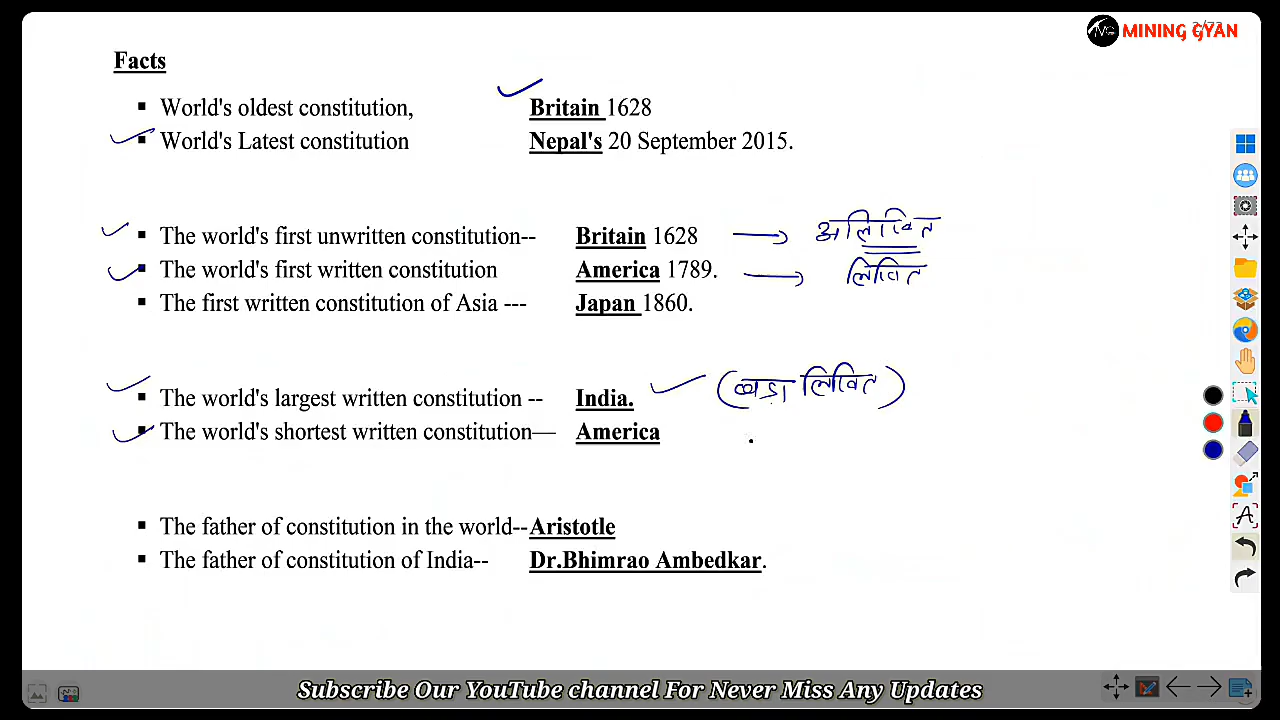 2/73
MINING GYAN
Facts
▪ World's oldest constitution, Britain 1628
▪ World's Latest constitution Nepal's 20 September 2015.
▪ The world's first unwritten constitution-- Britain 1628 → अलिखित
▪ The world's first written constitution America 1789. → लिखित
▪ The first written constitution of Asia --- Japan 1860.
▪ The world's largest written constitution -- India. (बड़ा लिखित)
▪ The world's shortest written constitution— America
▪ The father of constitution in the world--Aristotle
▪ The father of constitution of India-- Dr.Bhimrao Ambedkar.
Subscribe Our YouTube channel For Never Miss Any Updates